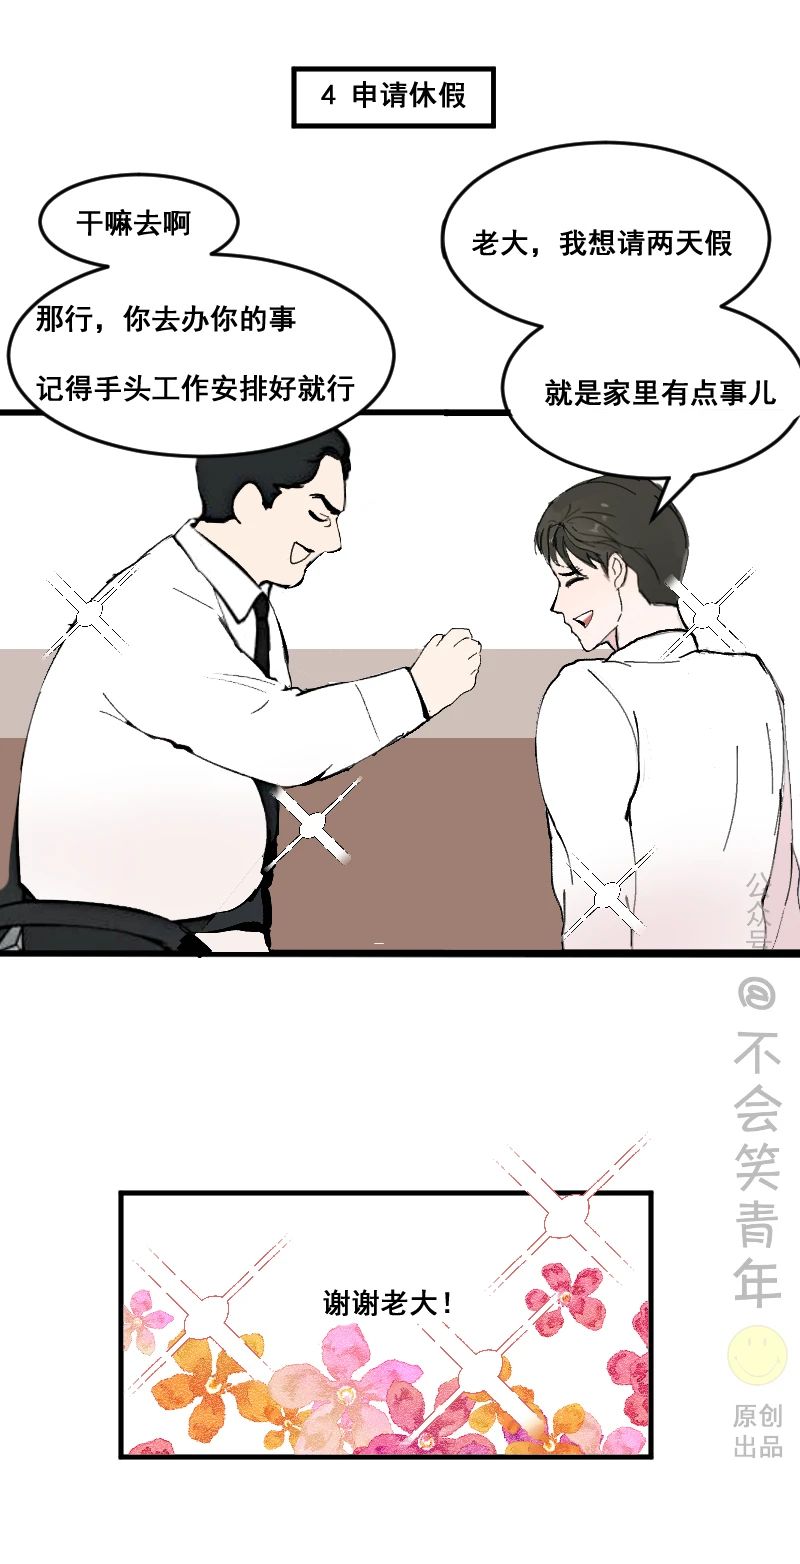 4 申请休假
老大，我想请两天假
干嘛去啊
就是家里有点事儿
那行，你去办你的事
记得手头工作安排好就行
谢谢老大！
公众号
@不会笑青年
原创
出品